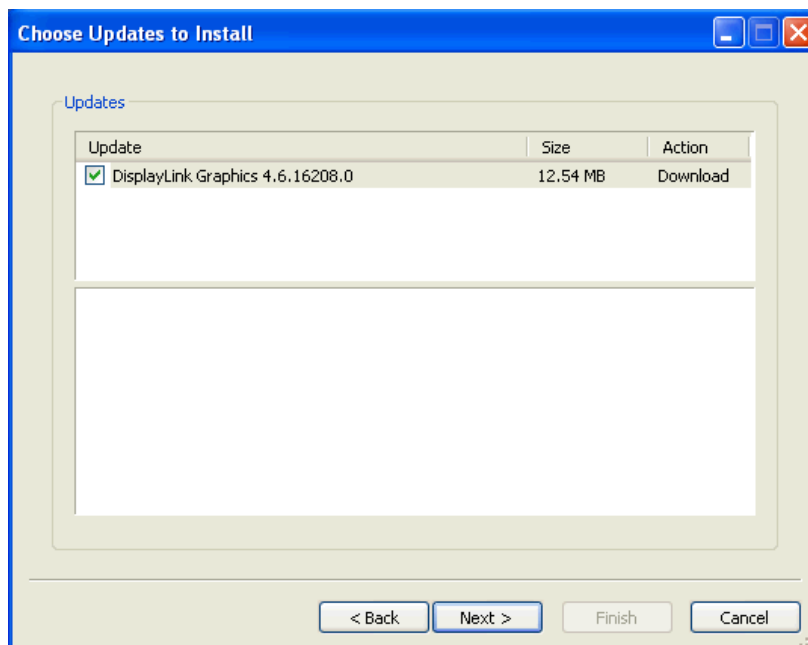 Choose Updates to Install
Updates
Update Size Action
DisplayLink Graphics 4.6.16208.0 12.54 MB Download
< Back Next > Finish Cancel